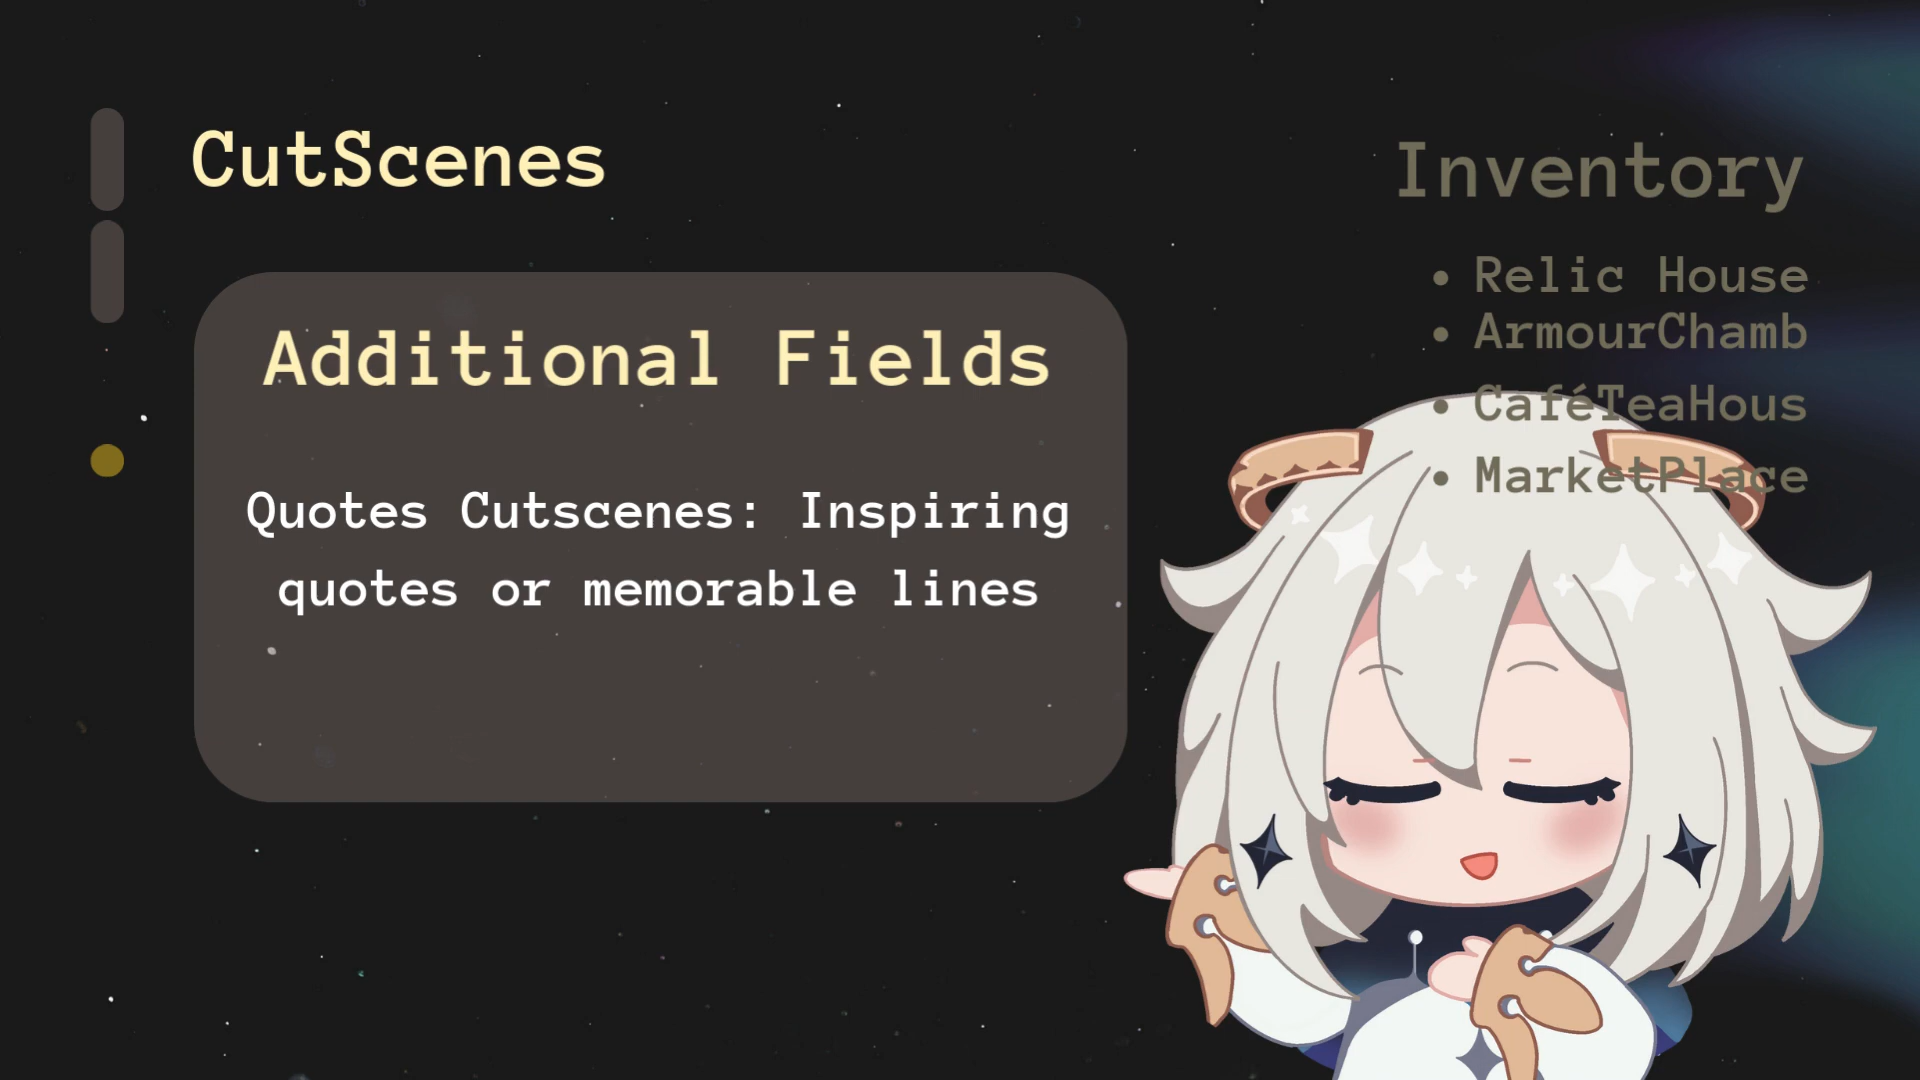 CutScenes
Additional Fields
Quotes Cutscenes: Inspiring
quotes or memorable lines
Inventory
• Relic House
• ArmourChamb
• CaféTeaHous
• MarketPlace